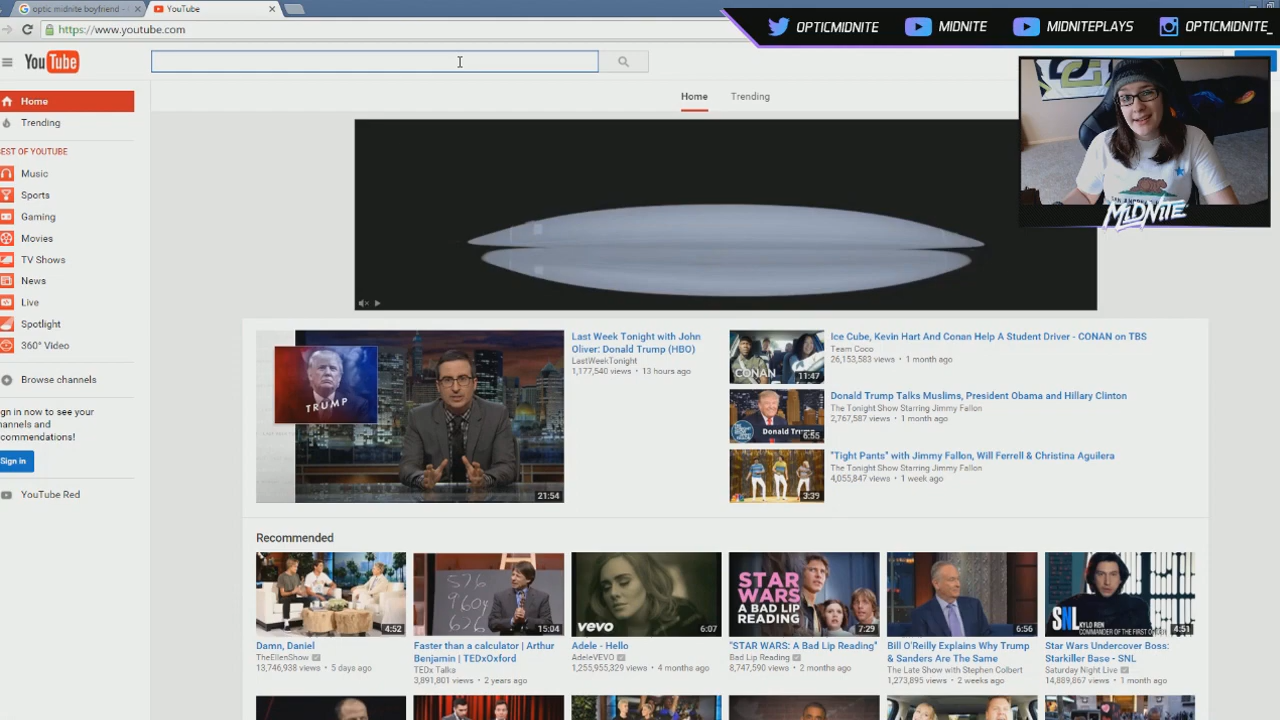 optic midnite boyfriend -
YouTube
OPTICMIDNITE
MIDNITE
MIDNITEPLAYS
OPTICMIDNITE_
https://www.youtube.com
YouTube
Home
Trending
Home
Trending
EST OF YOUTUBE
Music
Sports
Gaming
Movies
TV Shows
News
Live
Spotlight
360° Video
Browse channels
gn in now to see your
hannels and
commendations!
Sign in
YouTube Red
MIDNITE
TRUMP
21:54
Last Week Tonight with John
Oliver: Donald Trump (HBO)
LastWeekTonight
1,177,540 views • 13 hours ago
CONAN
11:47
Ice Cube, Kevin Hart And Conan Help A Student Driver - CONAN on TBS
Team Coco
26,153,583 views • 1 month ago
Donald Tru
6:55
Donald Trump Talks Muslims, President Obama and Hillary Clinton
The Tonight Show Starring Jimmy Fallon
2,767,587 views • 1 month ago
3:39
"Tight Pants" with Jimmy Fallon, Will Ferrell & Christina Aguilera
The Tonight Show Starring Jimmy Fallon
4,055,847 views • 1 week ago
Recommended
4:52
Damn, Daniel
TheEllenShow
13,746,938 views • 5 days ago
15:04
Faster than a calculator | Arthur
Benjamin | TEDxOxford
TEDx Talks
3,891,801 views • 2 years ago
vevo
6:07
Adele - Hello
AdeleVEVO
1,255,955,329 views • 4 months ago
STAR
WARS
A BAD LIP
READING
7:29
"STAR WARS: A Bad Lip Reading"
Bad Lip Reading
8,747,590 views • 2 months ago
6:56
Bill O'Reilly Explains Why Trump
& Sanders Are The Same
The Late Show with Stephen Colbert
1,273,895 views • 2 weeks ago
SNL
KYLO REN
COMMANDER OF THE FIRST O
4:51
Star Wars Undercover Boss:
Starkiller Base - SNL
Saturday Night Live
14,889,867 views • 1 month ago